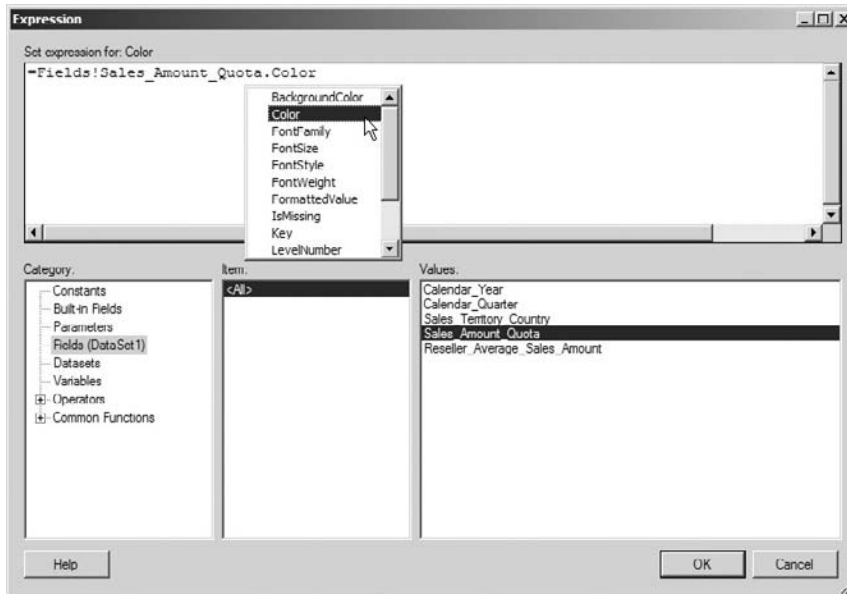 Expression
Set expression for: Color
=Fields!Sales_Amount_Quota.Color
BackgroundColor
Color
FontFamily
FontSize
FontStyle
FontWeight
FormattedValue
IsMissing
Key
LevelNumber
Category:
Item:
Values:
Constants
Built-in Fields
Parameters
Fields (DataSet1)
Datasets
Variables
Operators
Common Functions
<All>
Calendar_Year
Calendar_Quarter
Sales_Territory_Country
Sales_Amount_Quota
Reseller_Average_Sales_Amount
Help
OK
Cancel